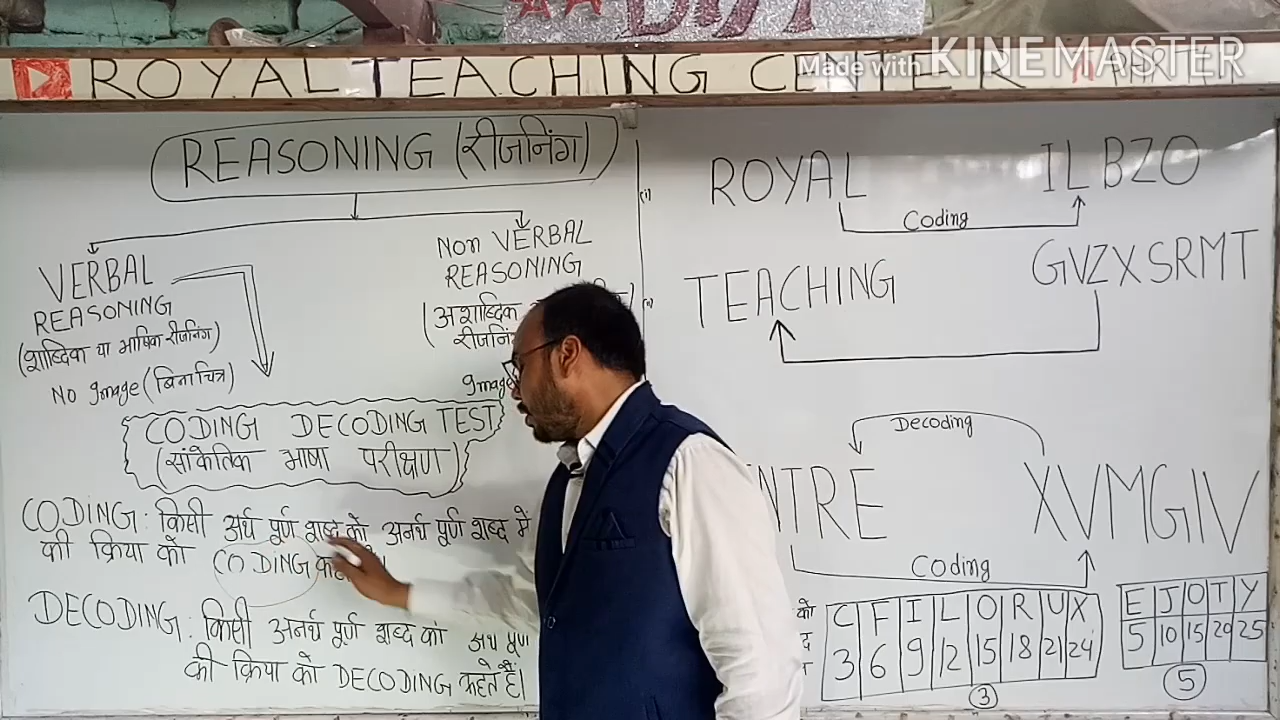 Made with KINEMASTER
ROYAL TEACHING CENTER
REASONING (रीजनिंग)
VERBAL
REASONING
(शाब्दिक या भाषिक रीजनिंग)
No Image (बिना चित्र)
Non VERBAL
REASONING
(अशाब्दिक
Image
CODING DECODING TEST
(सांकेतिक भाषा परीक्षण)
CODING : किसी अर्थ पूर्ण शब्द को अनर्थ पूर्ण शब्द में
की क्रिया को CODING
DECODING : किसी अनर्थ पूर्ण शब्द को अर्थ पूर्ण
की क्रिया को DECODING कहते हैं।
(i) ROYAL ILBZO
Coding
TEACHING GVZXSRMT
Decoding
NTRE XVMGIV
Coding
C F I L O R U X
3 6 9 12 15 18 21 24
3
E J O T Y
5 10 15 20 25
5